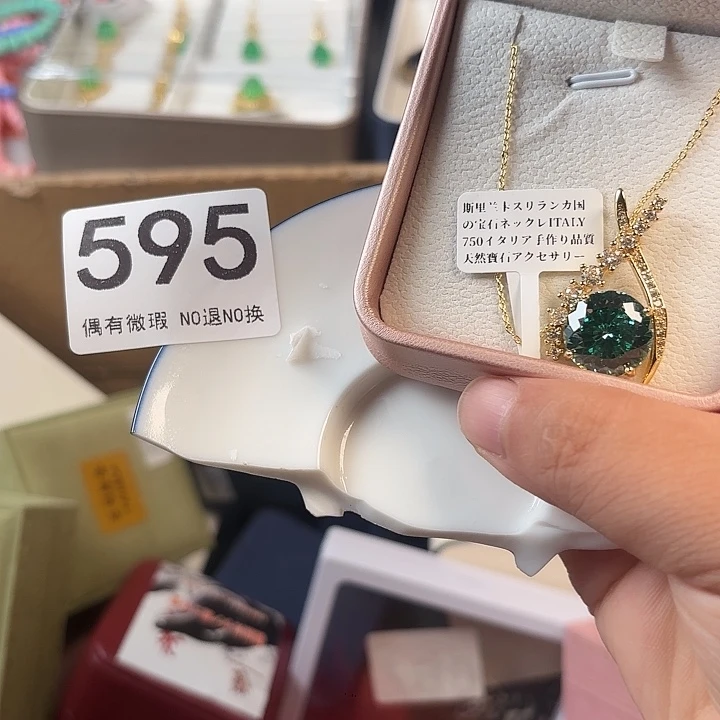 595
偶有微瑕 NO退NO换
斯里兰卡スリランカ国
の宝石ネックレITALY
750イタリア手作り品質
天然寶石アクセサリー